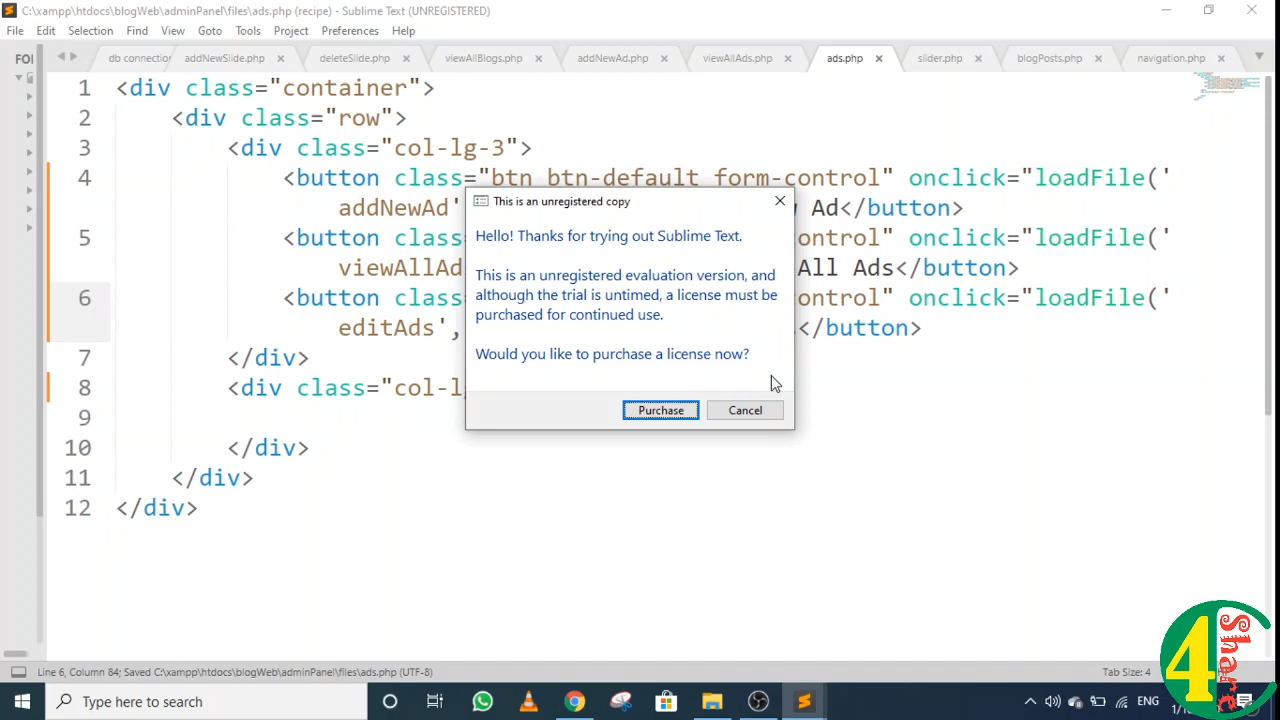 C:\xampp\htdocs\blogWeb\adminPanel\files\ads.php (recipe) - Sublime Text (UNREGISTERED)
File Edit Selection Find View Goto Tools Project Preferences Help
FO
db connection addNewSlide.php deleteSlide.php viewAllBlogs.php addNewAd.php viewAllAds.php ads.php slider.php blogPosts.php navigation.php
1 <div class="container">
2 <div class="row">
3 <div class="col-lg-3">
4 <button class="btn btn-default form-control" onclick="loadFile('
addNewAd' Ad</button>
5 <button class ontrol" onclick="loadFile('
viewAllAd All Ads</button>
6 <button class ontrol" onclick="loadFile('
editAds', </button>
7 </div>
8 <div class="col-lg
9
10 </div>
11 </div>
12 </div>
This is an unregistered copy
Hello! Thanks for trying out Sublime Text.
This is an unregistered evaluation version, and
although the trial is untimed, a license must be
purchased for continued use.
Would you like to purchase a license now?
Purchase Cancel
Line 6, Column 84; Saved C:\xampp\htdocs\blogWeb\adminPanel\files\ads.php (UTF-8)
Tab Size: 4
4 Share
Type here to search
ENG